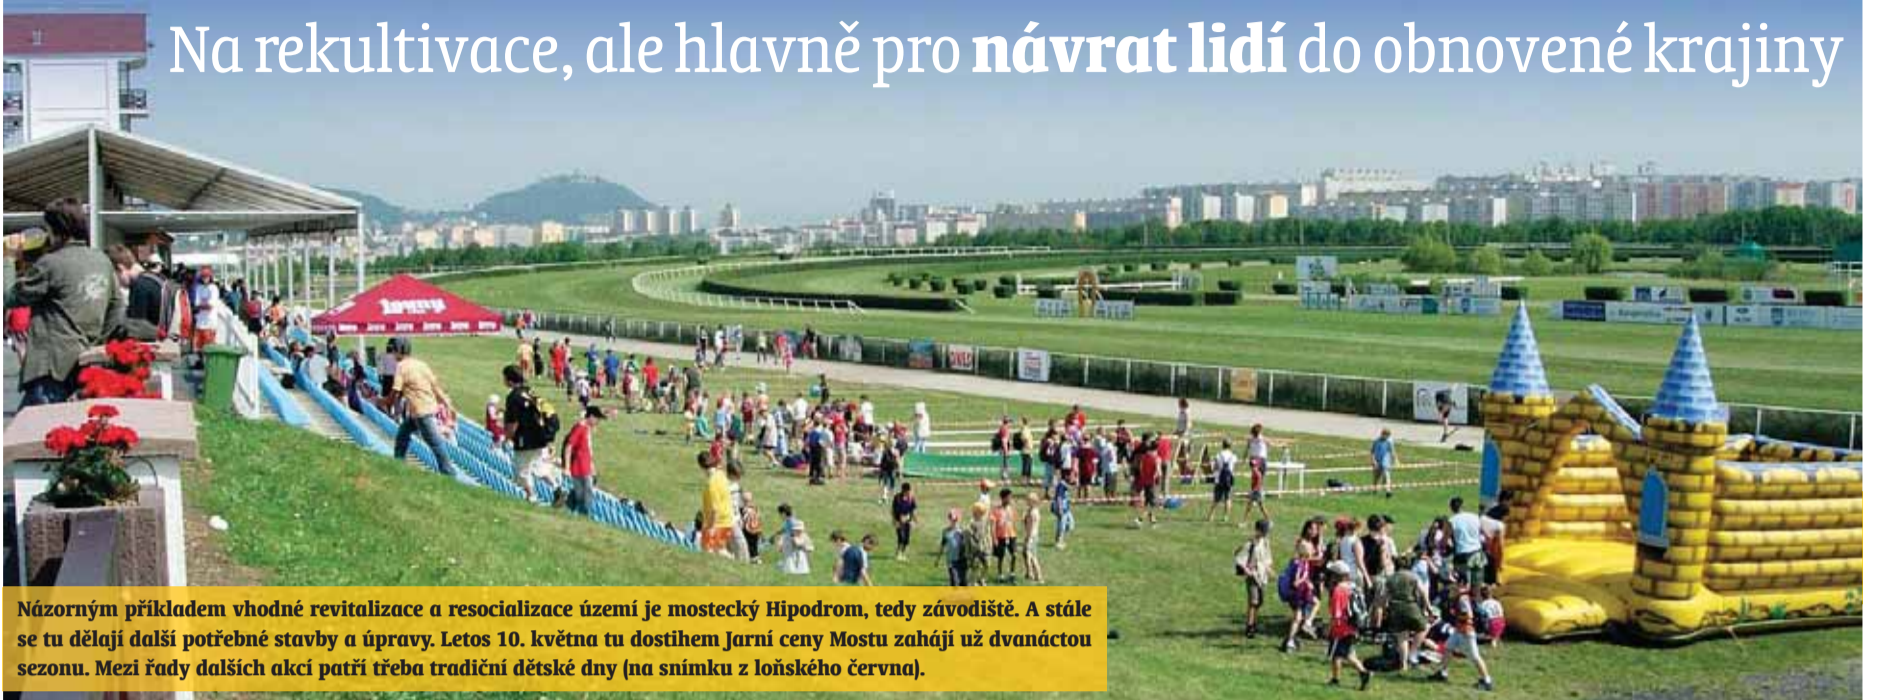 Na rekultivace, ale hlavně pro návrat lidí do obnovené krajiny
Názorným příkladem vhodné revitalizace a resocializace území je mostecký Hipodrom, tedy závodiště. A stále
se tu dělají další potřebné stavby a úpravy. Letos 10. května tu dostihem Jarní ceny Mostu zahájí už dvanáctou
sezonu. Mezi řady dalších akcí patří třeba tradiční dětské dny (na snímku z loňského června).